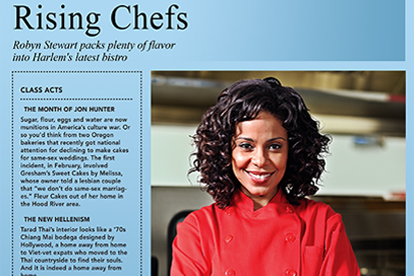 Rising Chefs
Robyn Stewart packs plenty of flavor
into Harlem's latest bistro
CLASS ACTS
THE MONTH OF JON HUNTER
Sugar, flour, eggs and water are now
munitions in America's culture war. Or
so you'd think from two Oregon
bakeries that recently got national
attention for declining to make cakes
for same-sex weddings. The first
incident, in February, involved
Gresham's Sweet Cakes by Melissa,
whose owner told a lesbian couple
that "we don't do same-sex marriag-
es." Fleur Cakes out of her home in
the Hood River area.
THE NEW HELLENISM
Tarad Thai's interior looks like a '70s
Chiang Mai bodega designed by
Hollywood, a home away from home
to Viet-vet expats who moved to the
Thai countryside to find their souls.
And it is indeed a home away from